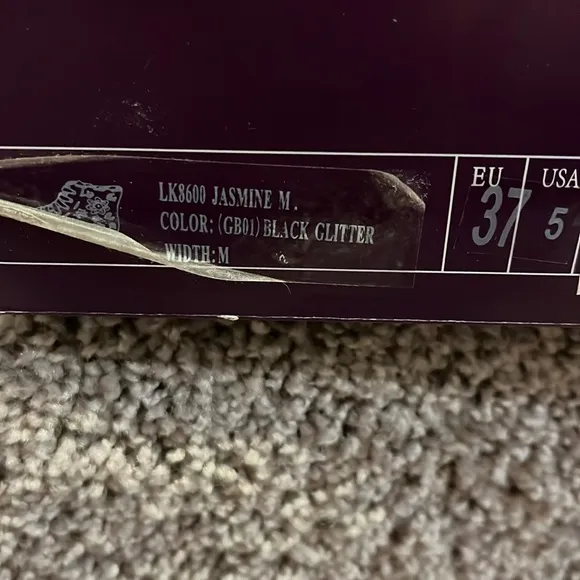 LK8600 JASMINE M.
COLOR: (GB01) BLACK GLITTER
WIDTH: M
EU
37
USA
5